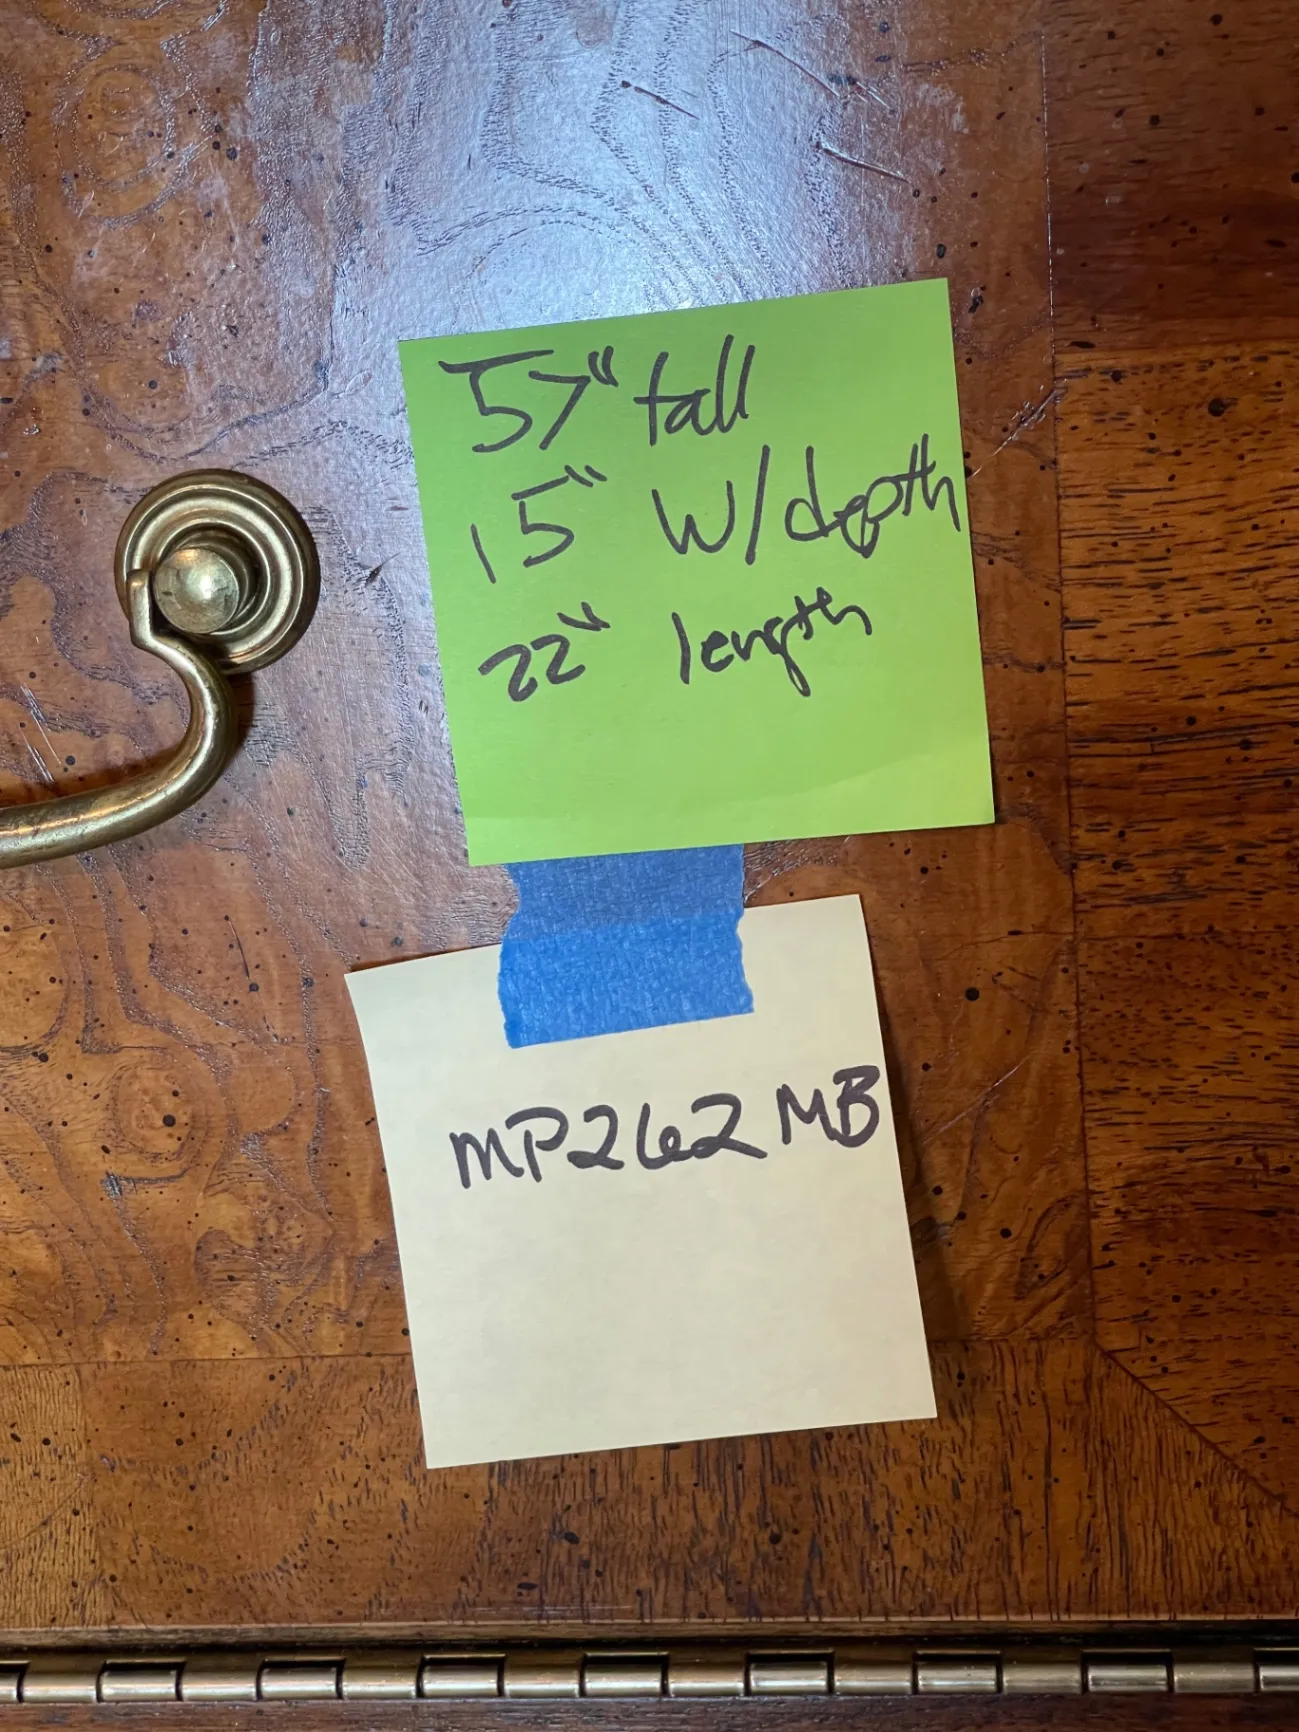 57" tall
15" W/depth
22" length
MP262MB